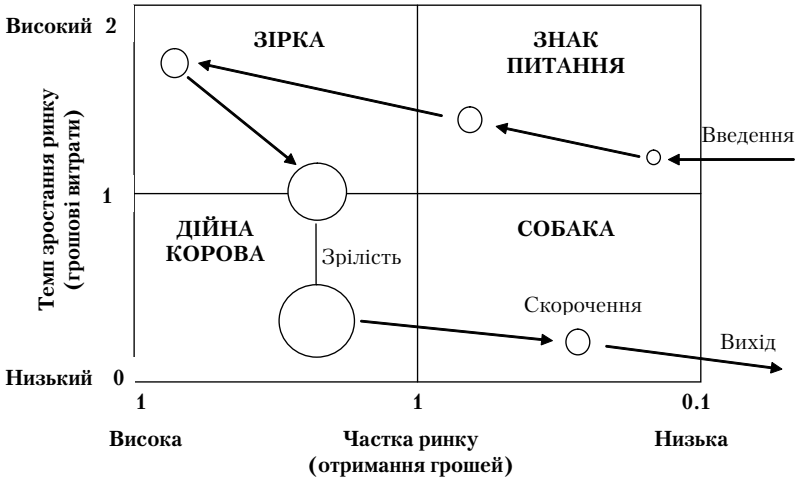 Високий 2
ЗІРКА
ЗНАК
ПИТАННЯ
Введення
Темп зростання ринку
(грошові витрати)
1
ДІЙНА
КОРОВА
СОБАКА
Зрілість
Скорочення
Вихід
Низький 0
1 1 0.1
Висока Частка ринку Низька
(отримання грошей)